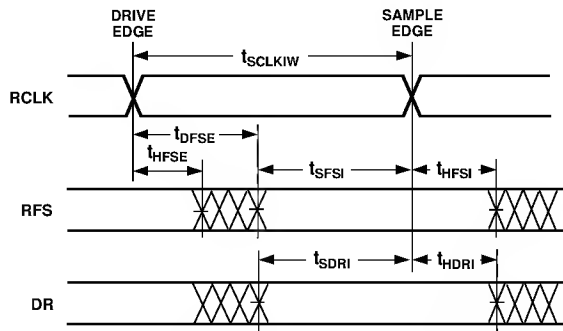 DRIVE EDGE
SAMPLE EDGE
tSCLKIW
RCLK
tDFSE
tHFSE
tSFSI
tHFSI
RFS
tSDRI
tHDRI
DR